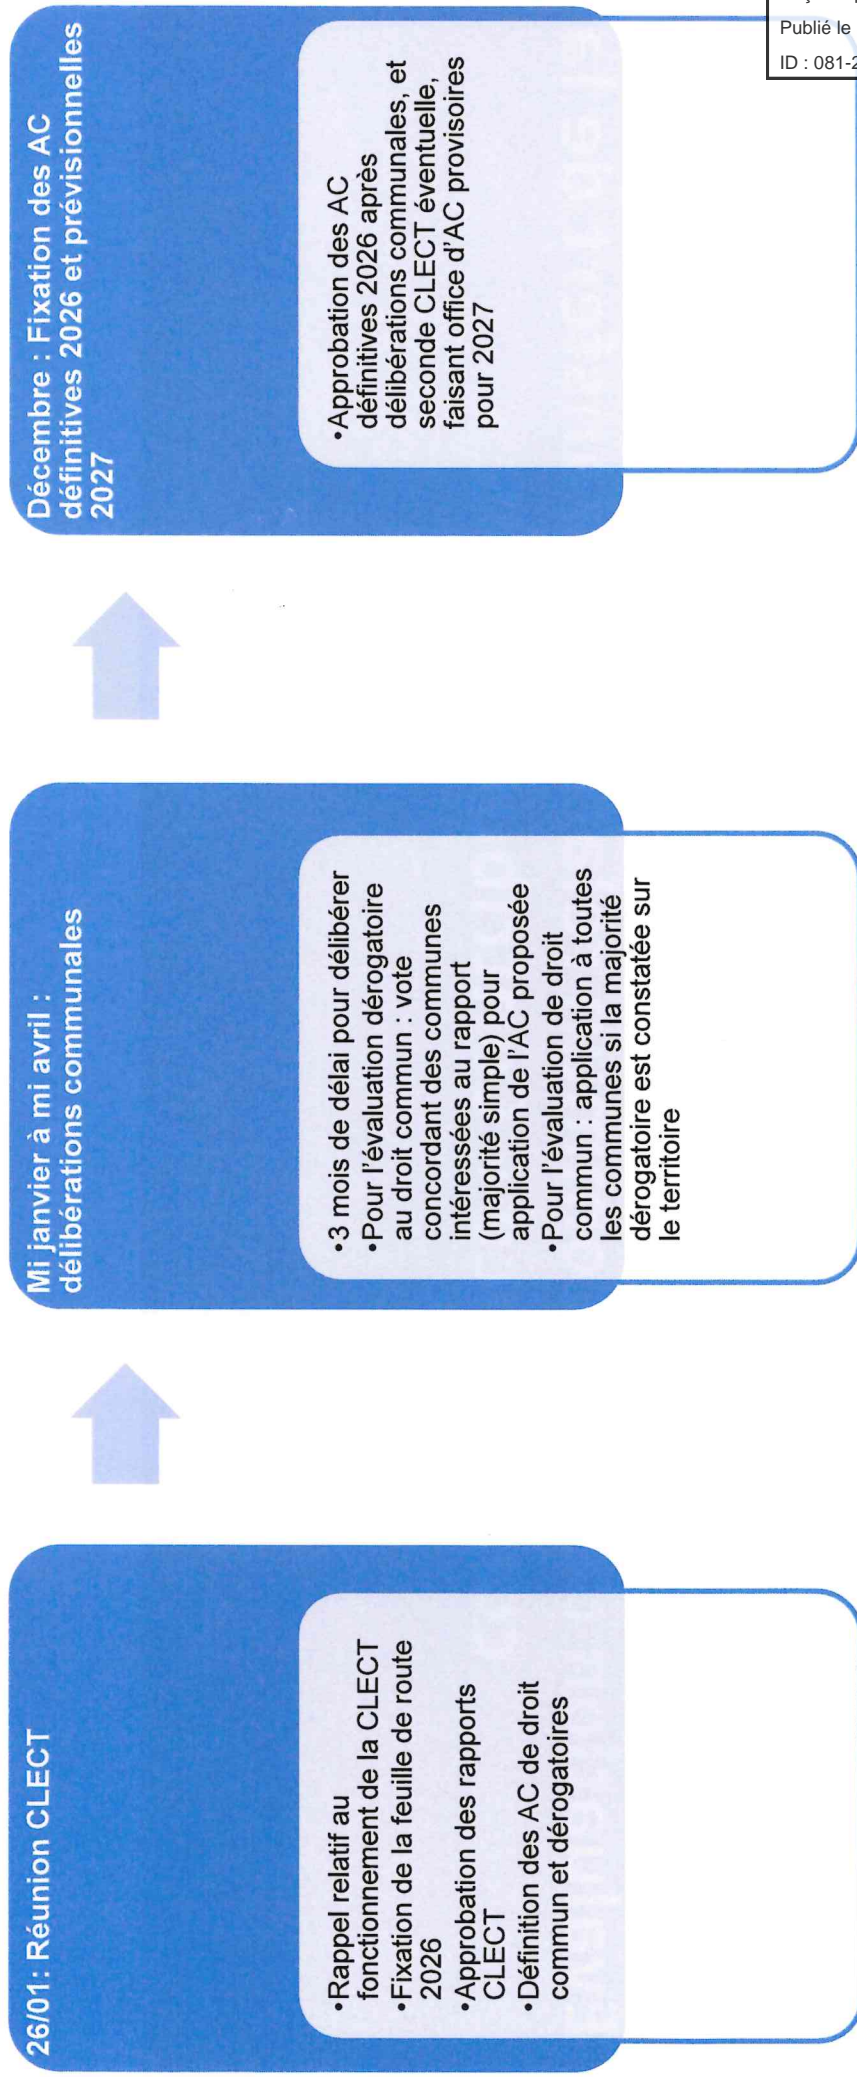 26/01: Réunion CLECT
•Rappel relatif au
fonctionnement de la CLECT
•Fixation de la feuille de route
2026
•Approbation des rapports
CLECT
•Définition des AC de droit
commun et dérogatoires
Mi janvier à mi avril :
délibérations communales
•3 mois de délai pour délibérer
•Pour l'évaluation dérogatoire
au droit commun : vote
concordant des communes
intéressées au rapport
(majorité simple) pour
application de l'AC proposée
•Pour l'évaluation de droit
commun : application à toutes
les communes si la majorité
dérogatoire est constatée sur
le territoire
Décembre : Fixation des AC
définitives 2026 et prévisionnelles
2027
•Approbation des AC
définitives 2026 après
délibérations communales, et
seconde CLECT éventuelle,
faisant office d'AC provisoires
pour 2027
Publié le
ID : 081-2